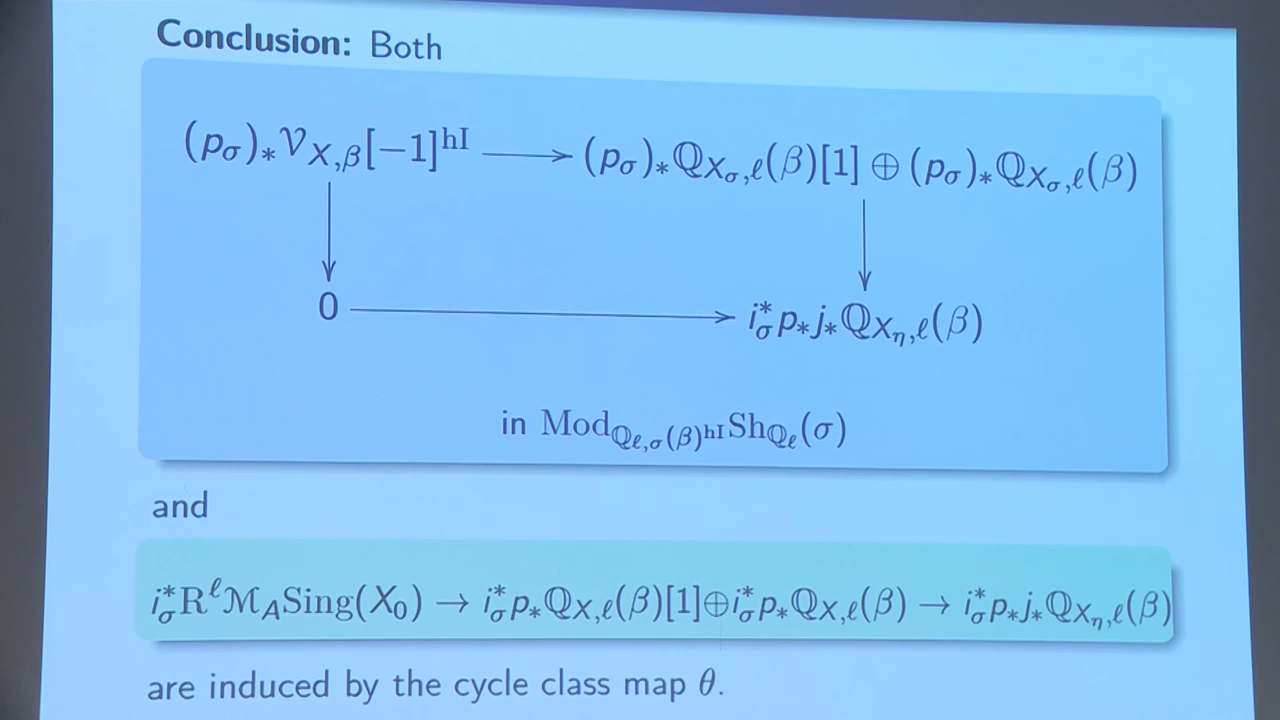 Conclusion: Both
(p_σ)_* 𝒱_{X,β}[−1]^{hI} ⟶ (p_σ)_* ℚ_{X_σ,ℓ}(β)[1] ⊕ (p_σ)_* ℚ_{X_σ,ℓ}(β)
0 ⟶ i_σ^* p_* j_* ℚ_{X_η,ℓ}(β)
in Mod_{ℚ_{ℓ,σ}(β)^{hI}} Sh_{ℚ_ℓ}(σ)
and
i_σ^* R^ℓ ℳ_A Sing(X_0) → i_σ^* p_* ℚ_{X,ℓ}(β)[1]⊕i_σ^* p_* ℚ_{X,ℓ}(β) → i_σ^* p_* j_* ℚ_{X_η,ℓ}(β)
are induced by the cycle class map θ.